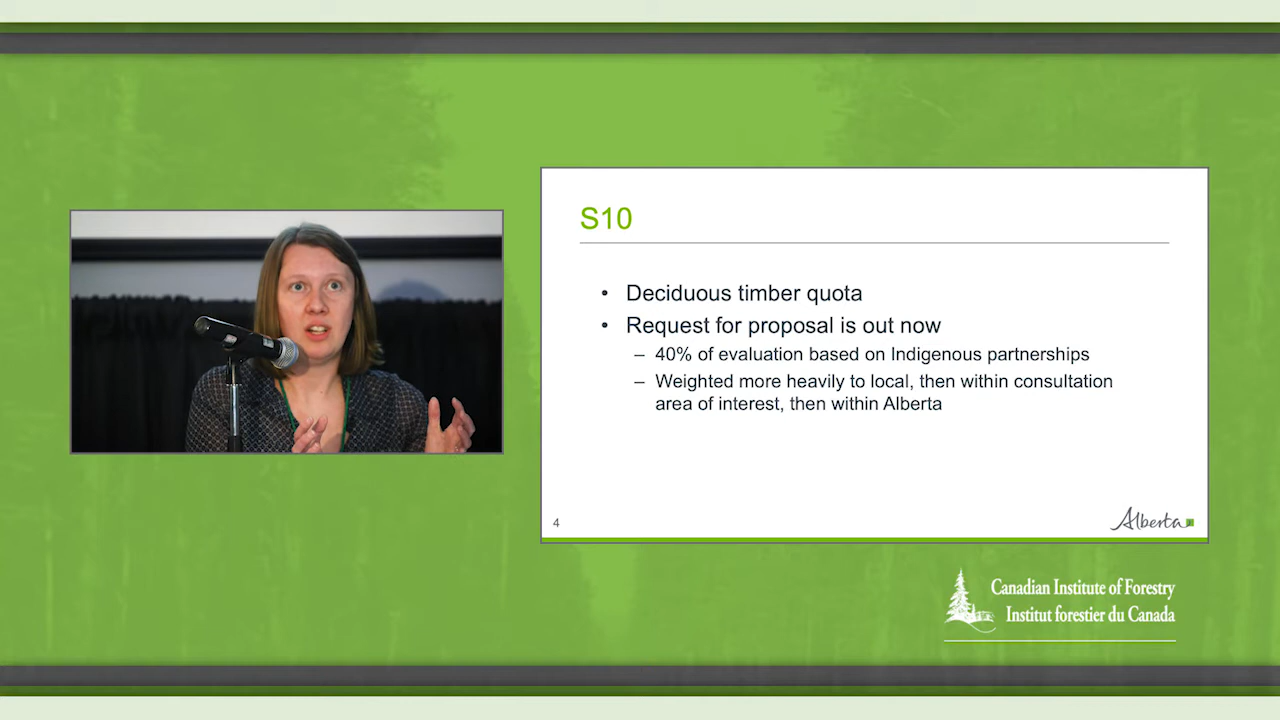 S10
• Deciduous timber quota
• Request for proposal is out now
– 40% of evaluation based on Indigenous partnerships
– Weighted more heavily to local, then within consultation
area of interest, then within Alberta
4
Alberta
Canadian Institute of Forestry
Institut forestier du Canada